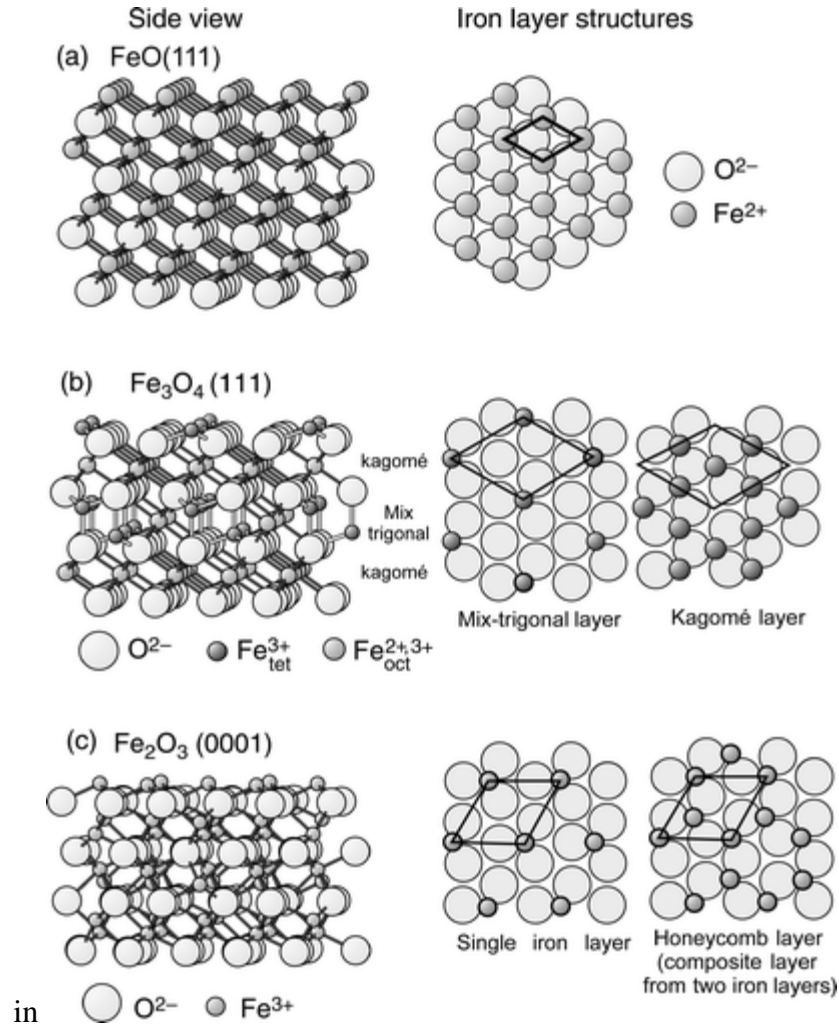 Side view Iron layer structures
(a) FeO(111)
O2−
Fe2+
(b) Fe3O4 (111)
kagomé
Mix
trigonal
kagomé
Mix-trigonal layer Kagomé layer
O2− Fe3+tet Fe2+,3+oct
(c) Fe2O3 (0001)
Single iron layer
Honeycomb layer
(composite layer
from two iron layers)
in
O2− Fe3+